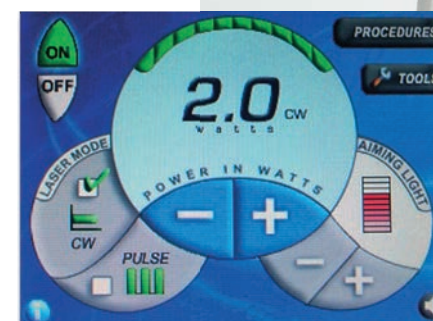 ON
OFF
PROCEDURES
TOOLS
2.0 CW
watts
POWER IN WATTS
LASER MODE
CW
PULSE
AIMING LIGHT